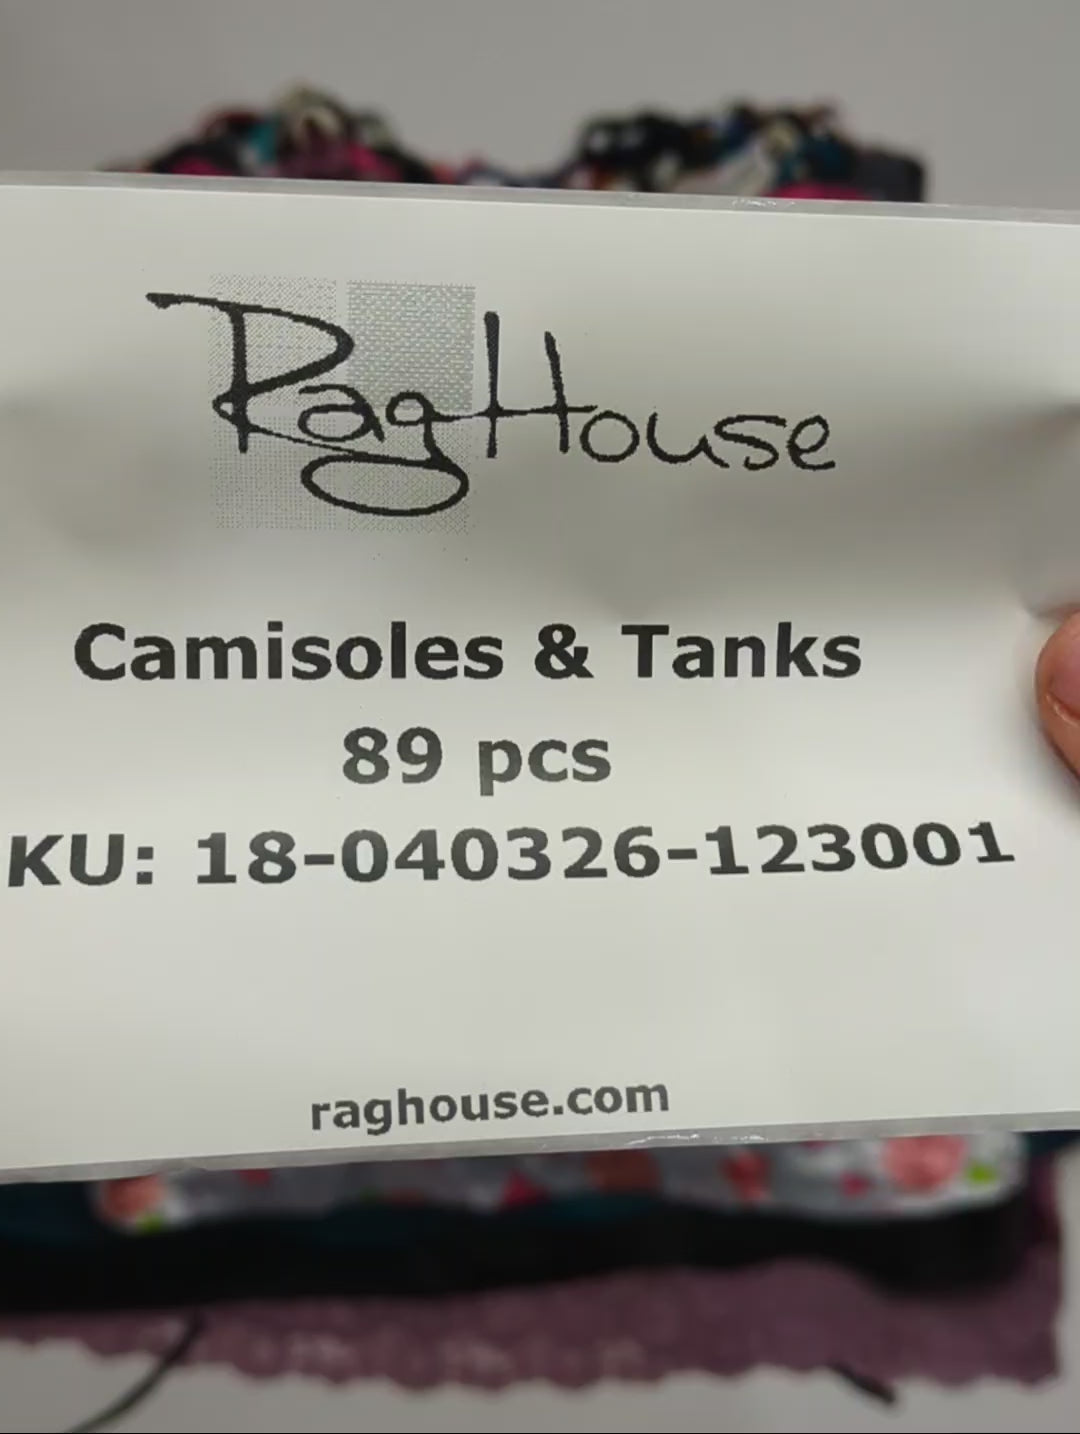 RagHouse
Camisoles & Tanks
89 pcs
KU: 18-040326-123001
raghouse.com